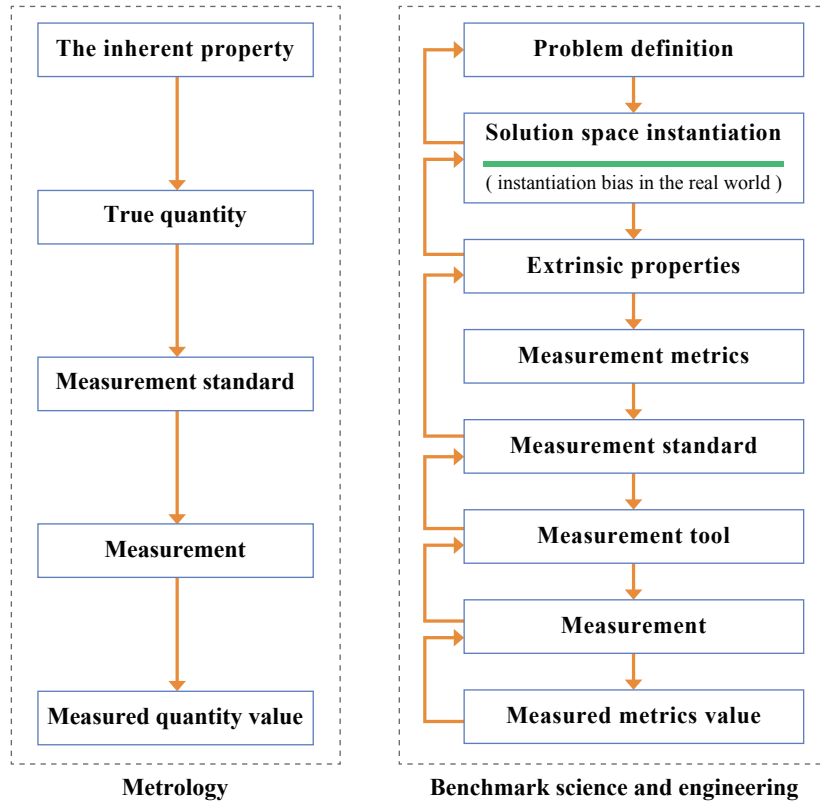 The inherent property
True quantity
Measurement standard
Measurement
Measured quantity value
Metrology
Problem definition
Solution space instantiation
( instantiation bias in the real world )
Extrinsic properties
Measurement metrics
Measurement standard
Measurement tool
Measurement
Measured metrics value
Benchmark science and engineering